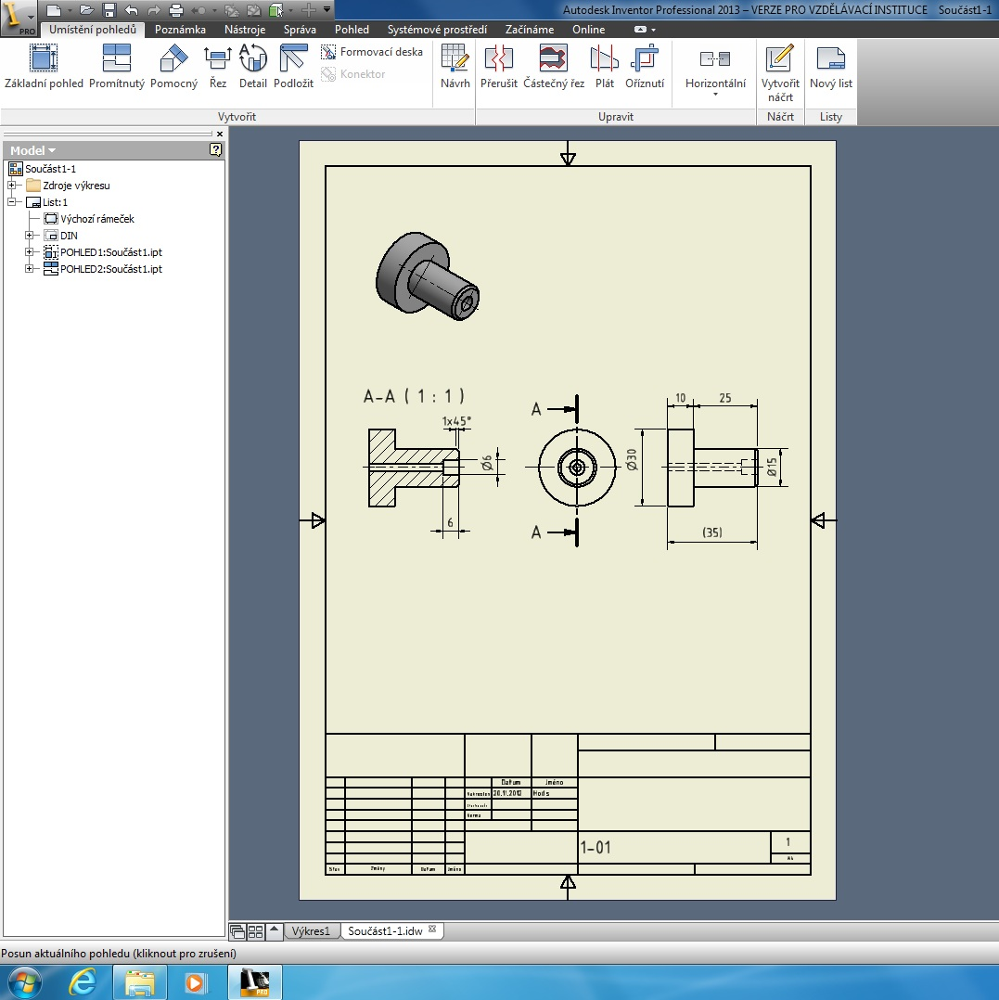 Autodesk Inventor Professional 2013 – VERZE PRO VZDĚLÁVACÍ INSTITUCE Součást1-1
PRO
Umístění pohledů Poznámka Nástroje Správa Pohled Systémové prostředí Začínáme Online
Základní pohled Promítnutý Pomocný Řez Detail Podložit
Formovací deska
Konektor
Návrh Přerušit Částečný řez Plát Oříznutí Horizontální
Vytvořit náčrt
Nový list
Vytvořit Upravit Náčrt Listy
Model
Součást1-1
Zdroje výkresu
List:1
Výchozí rámeček
DIN
POHLED1:Součást1.ipt
POHLED2:Součást1.ipt
A-A ( 1 : 1 )
1x45°
Ø6
6
A
A
10 25
Ø30
Ø15
(35)
Datum Jméno
20.11.2012 Hods
Norma
1-01
1
A4
Stav Změny Datum Jméno
Výkres1 Součást1-1.idw
Posun aktuálního pohledu (kliknout pro zrušení)
PRO